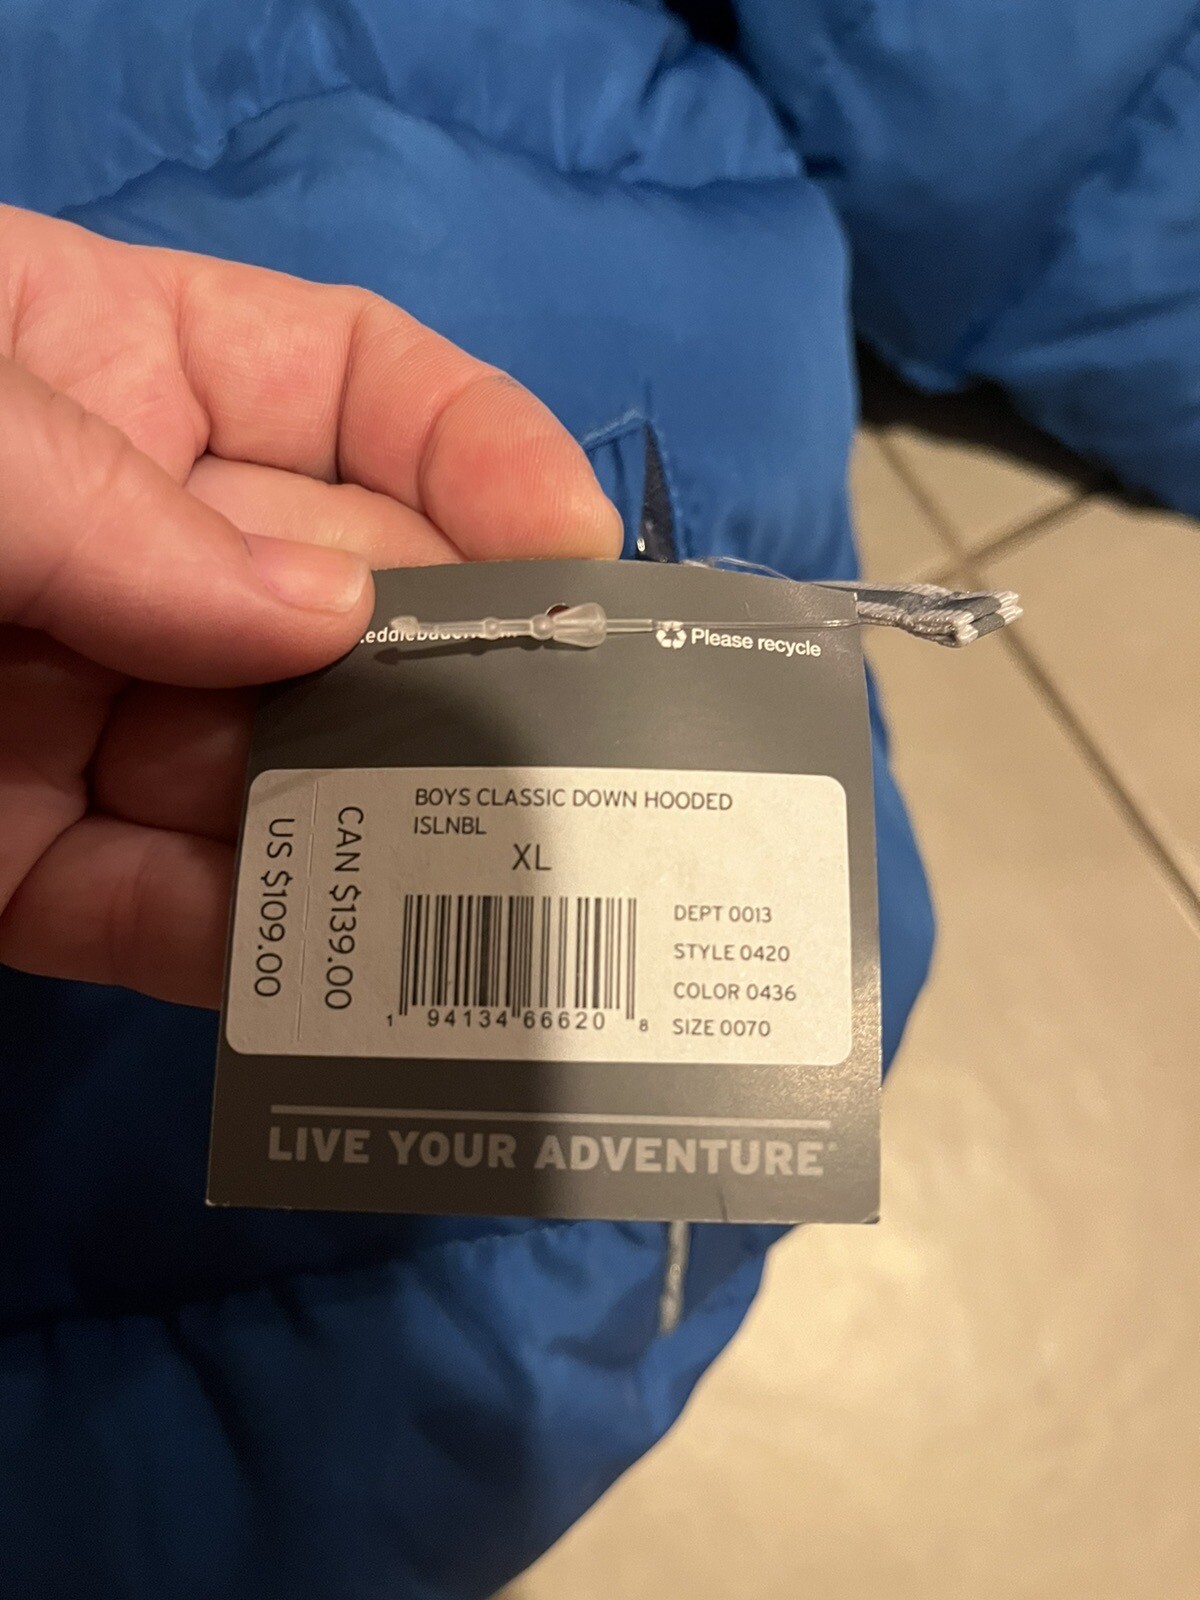 Please recycle
BOYS CLASSIC DOWN HOODED
ISLNBL
XL
US $109.00
CAN $139.00
DEPT 0013
STYLE 0420
COLOR 0436
SIZE 0070
1 94134 66620 8
LIVE YOUR ADVENTURE